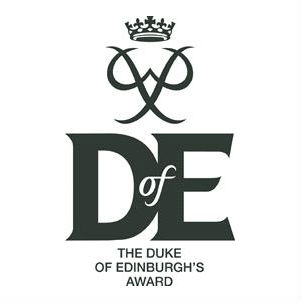 DofE
THE DUKE
OF EDINBURGH'S
AWARD